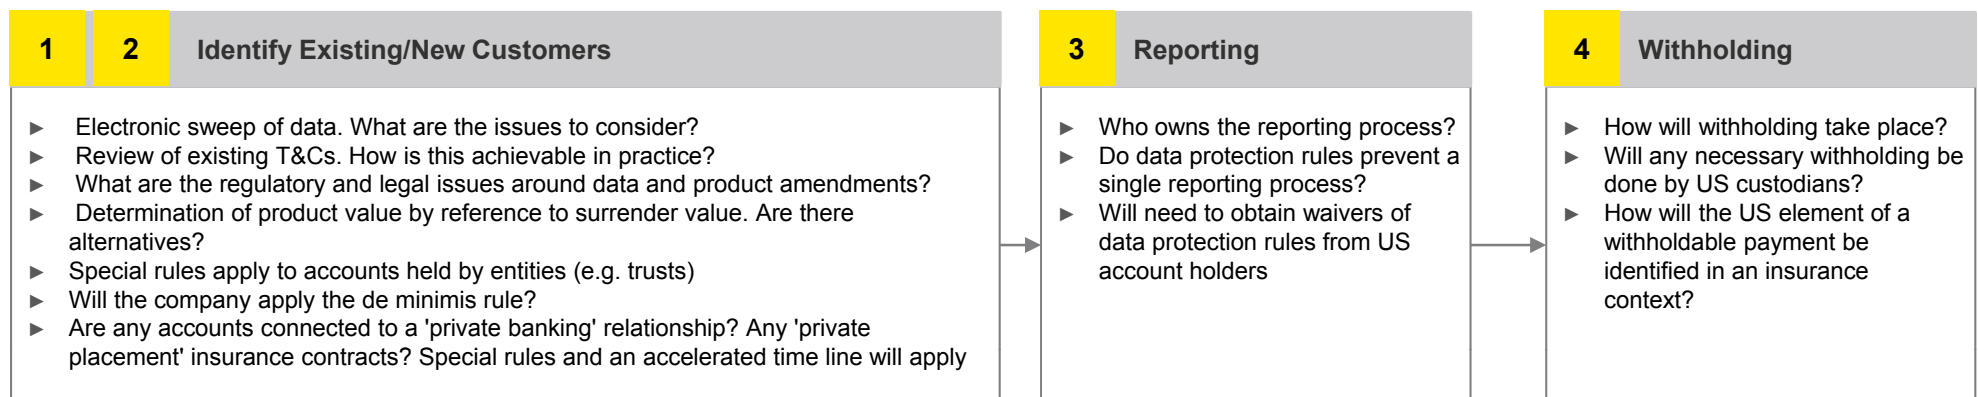 1 2 Identify Existing/New Customers
► Electronic sweep of data. What are the issues to consider?
► Review of existing T&Cs. How is this achievable in practice?
► What are the regulatory and legal issues around data and product amendments?
► Determination of product value by reference to surrender value. Are there
alternatives?
► Special rules apply to accounts held by entities (e.g. trusts)
► Will the company apply the de minimis rule?
► Are any accounts connected to a 'private banking' relationship? Any 'private
placement' insurance contracts? Special rules and an accelerated time line will apply
3 Reporting
► Who owns the reporting process?
► Do data protection rules prevent a
single reporting process?
► Will need to obtain waivers of
data protection rules from US
account holders
4 Withholding
► How will withholding take place?
► Will any necessary withholding be
done by US custodians?
► How will the US element of a
withholdable payment be
identified in an insurance
context?